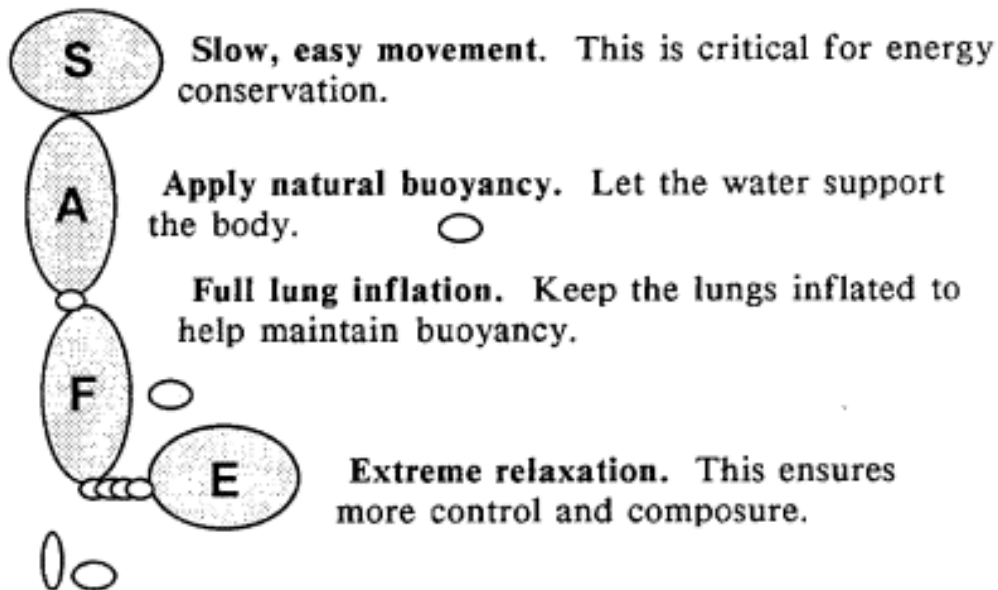 S Slow, easy movement. This is critical for energy
conservation.
A Apply natural buoyancy. Let the water support
the body.
Full lung inflation. Keep the lungs inflated to
help maintain buoyancy.
F
E Extreme relaxation. This ensures
more control and composure.